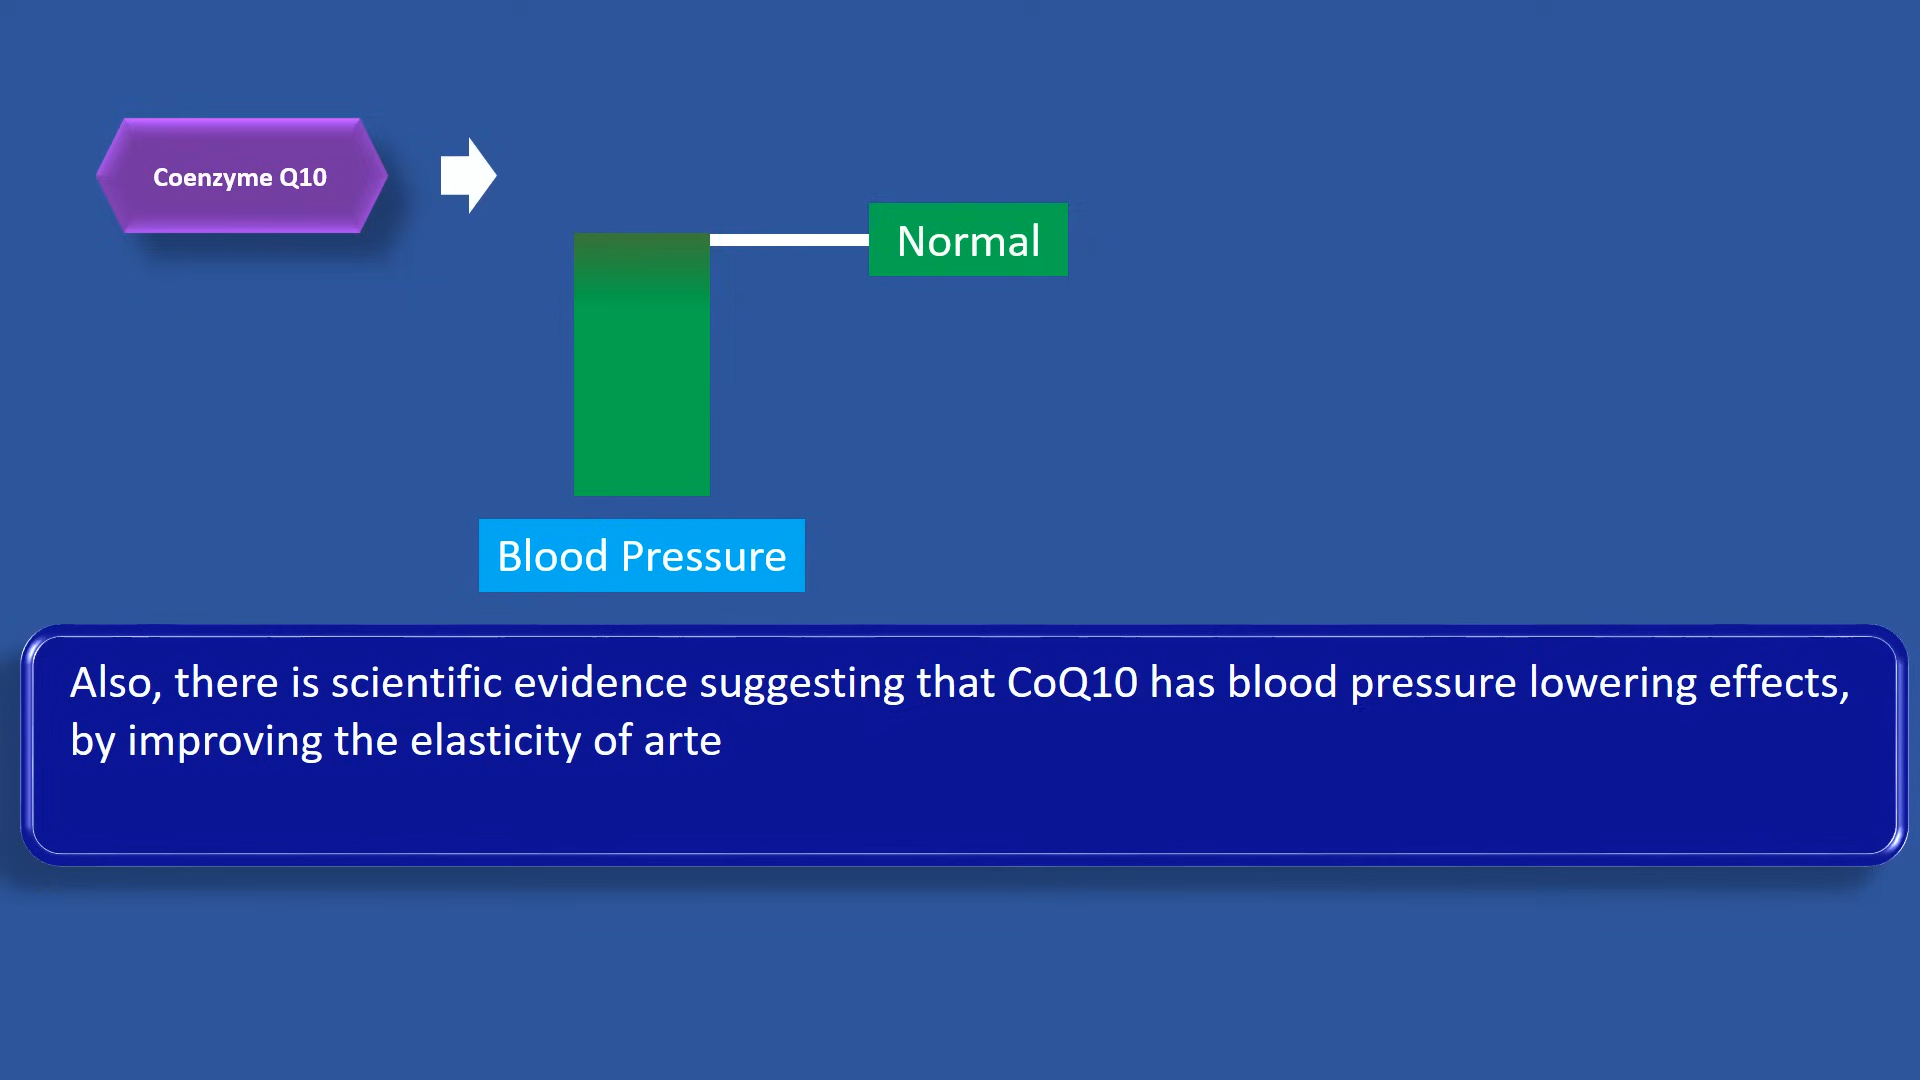 Coenzyme Q10
Normal
Blood Pressure
Also, there is scientific evidence suggesting that CoQ10 has blood pressure lowering effects,
by improving the elasticity of arte